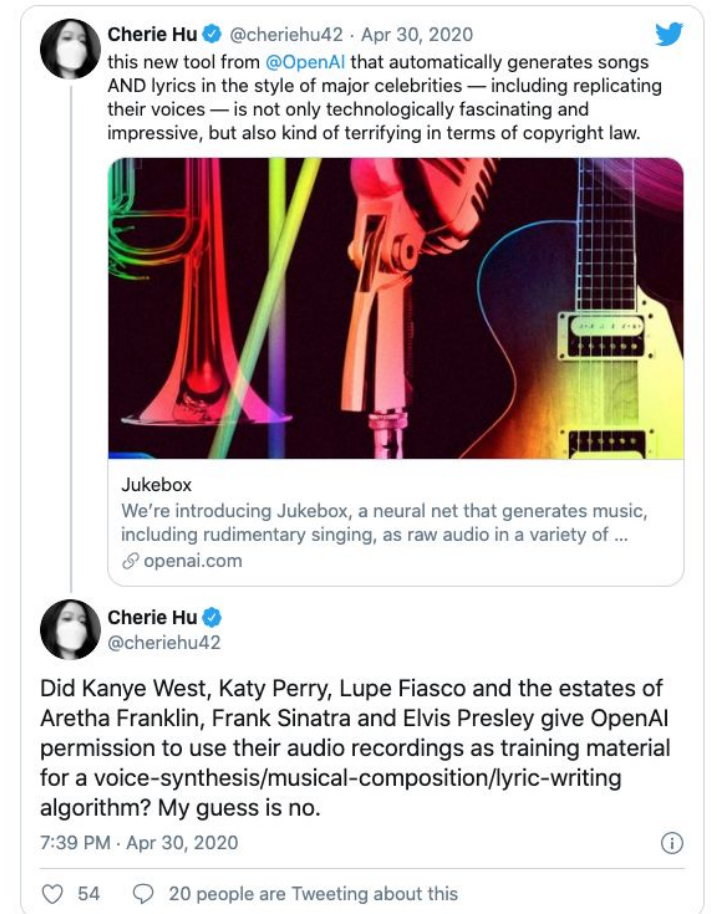 Cherie Hu @cheriehu42 · Apr 30, 2020
this new tool from @OpenAI that automatically generates songs
AND lyrics in the style of major celebrities — including replicating
their voices — is not only technologically fascinating and
impressive, but also kind of terrifying in terms of copyright law.
Jukebox
We're introducing Jukebox, a neural net that generates music,
including rudimentary singing, as raw audio in a variety of ...
openai.com
Cherie Hu
@cheriehu42
Did Kanye West, Katy Perry, Lupe Fiasco and the estates of
Aretha Franklin, Frank Sinatra and Elvis Presley give OpenAI
permission to use their audio recordings as training material
for a voice-synthesis/musical-composition/lyric-writing
algorithm? My guess is no.
7:39 PM · Apr 30, 2020
54 20 people are Tweeting about this